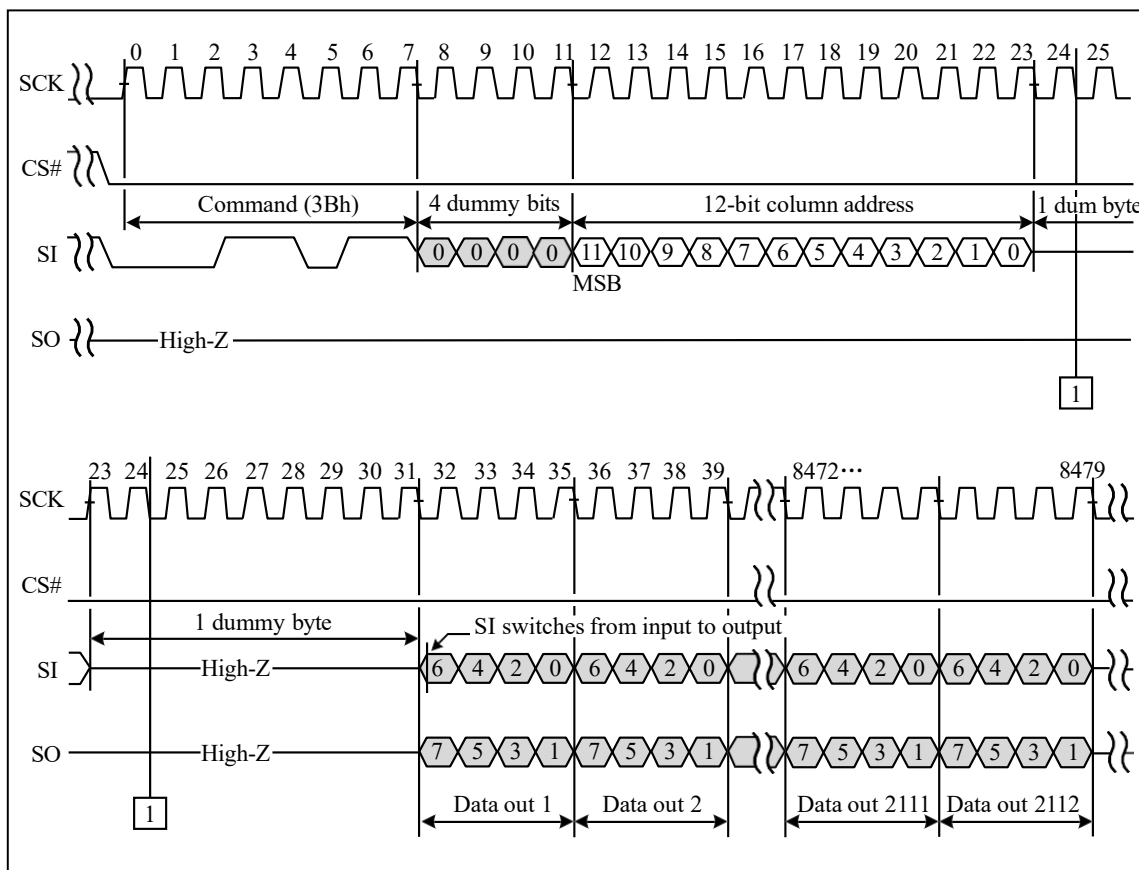 0 1 2 3 4 5 6 7 8 9 10 11 12 13 14 15 16 17 18 19 20 21 22 23 24 25
SCK
CS#
Command (3Bh) 4 dummy bits 12-bit column address 1 dum byte
SI 0 0 0 0 11 10 9 8 7 6 5 4 3 2 1 0
MSB
SO High-Z
1
23 24 25 26 27 28 29 30 31 32 33 34 35 36 37 38 39 8472··· 8479
SCK
CS#
1 dummy byte SI switches from input to output
SI High-Z 6 4 2 0 6 4 2 0 6 4 2 0 6 4 2 0
SO High-Z 7 5 3 1 7 5 3 1 7 5 3 1 7 5 3 1
1 Data out 1 Data out 2 Data out 2111 Data out 2112